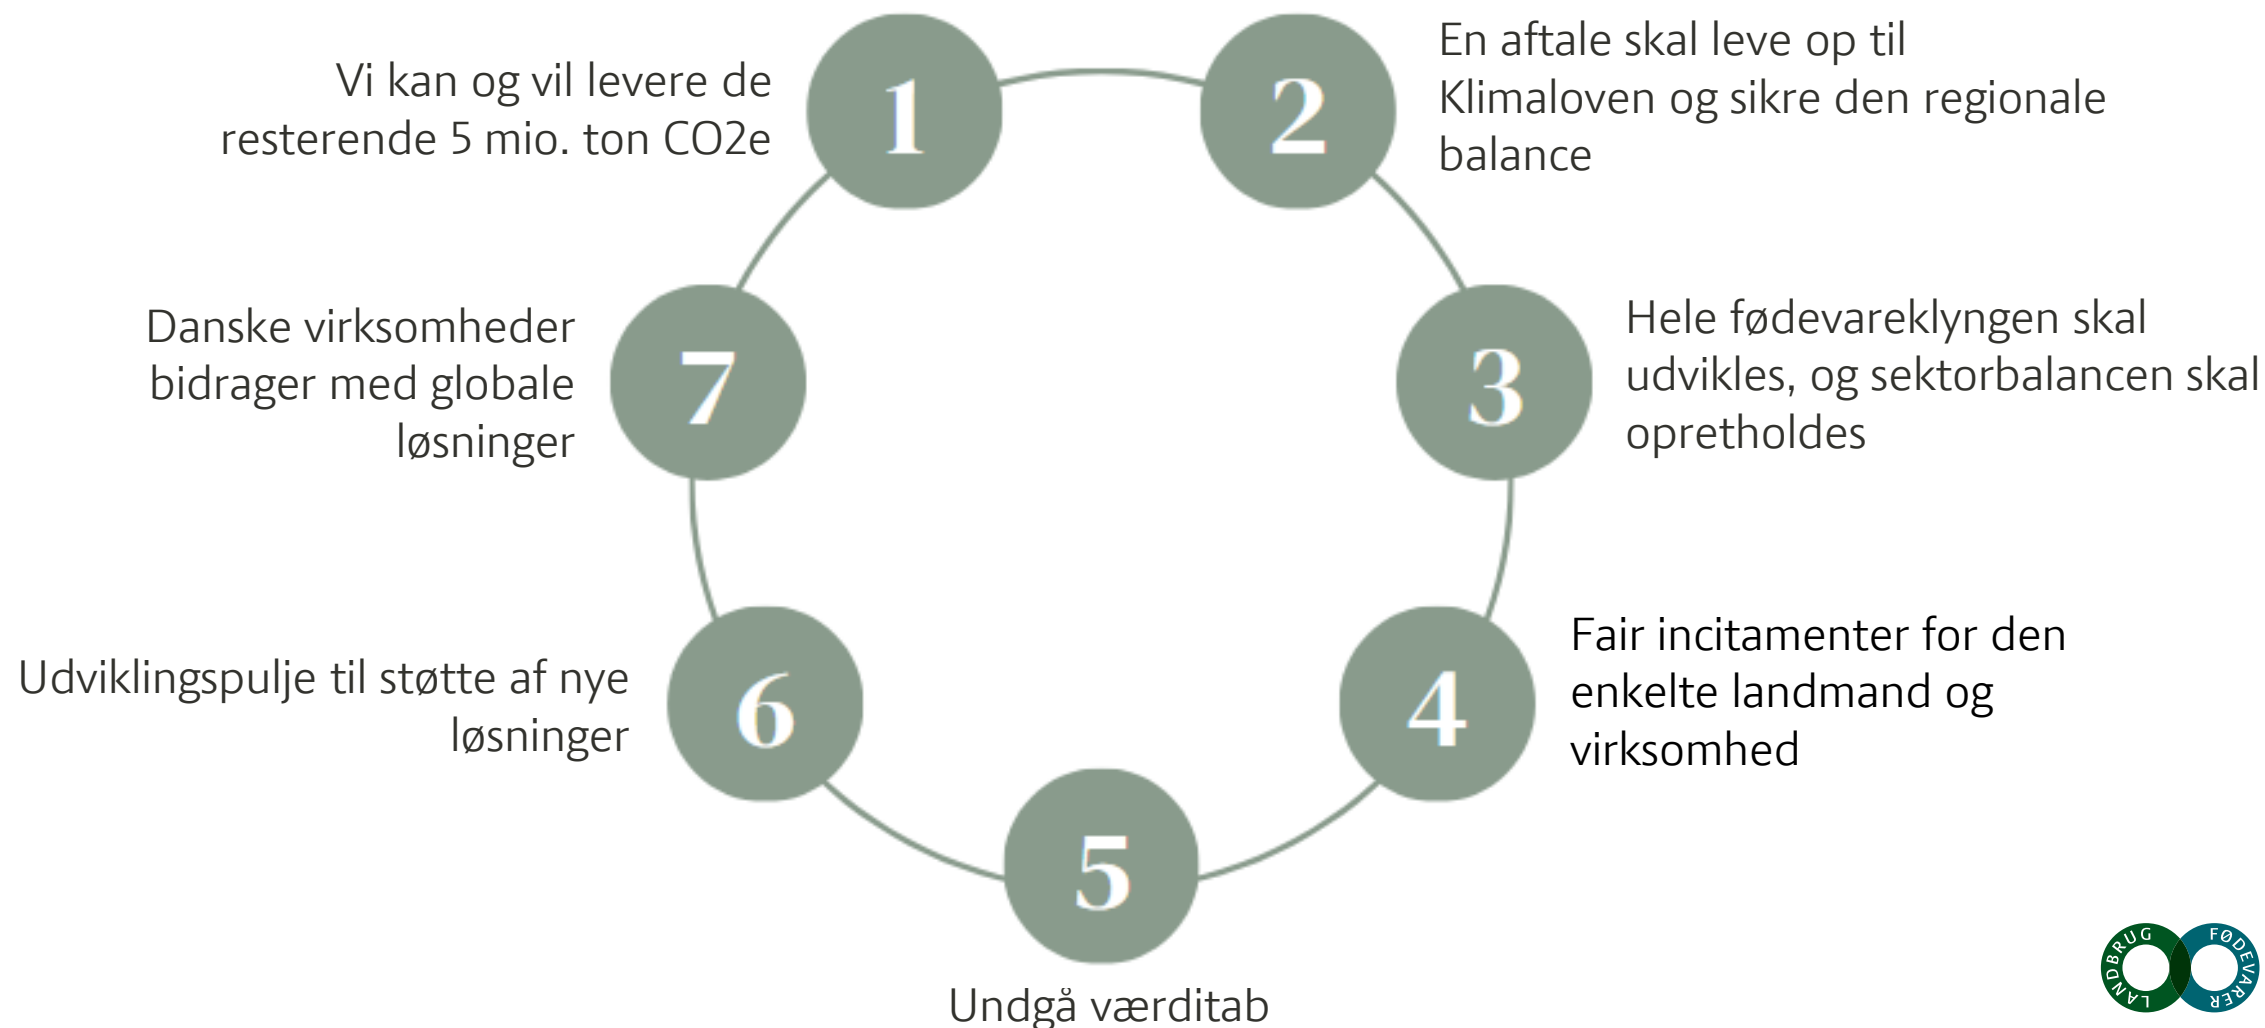 1
Vi kan og vil levere de
resterende 5 mio. ton CO2e
2
En aftale skal leve op til
Klimaloven og sikre den regionale
balance
3
Hele fødevareklyngen skal
udvikles, og sektorbalancen skal
opretholdes
4
Fair incitamenter for den
enkelte landmand og
virksomhed
5
Undgå værditab
6
Udviklingspulje til støtte af nye
løsninger
7
Danske virksomheder
bidrager med globale
løsninger
LANDBRUG
FØDEVARER